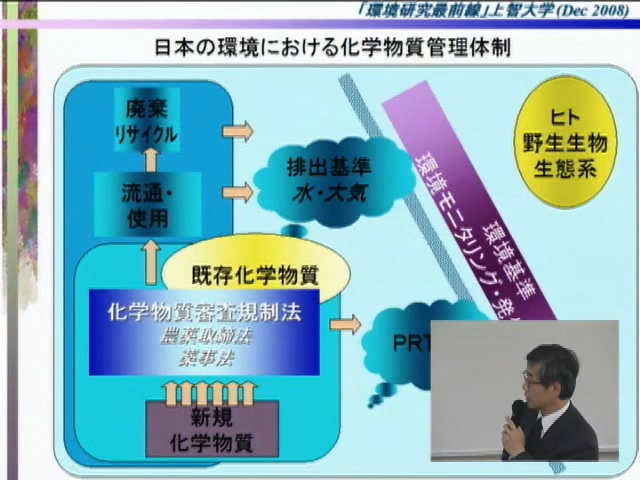 「環境研究最前線」上智大学(Dec 2008)
日本の環境における化学物質管理体制
廃棄
リサイクル
流通・
使用
排出基準
水・大気
ヒト
野生生物
生態系
環境基準
環境モニタリング・発
既存化学物質
化学物質審査規制法
農薬取締法
薬事法
PRT
新規
化学物質